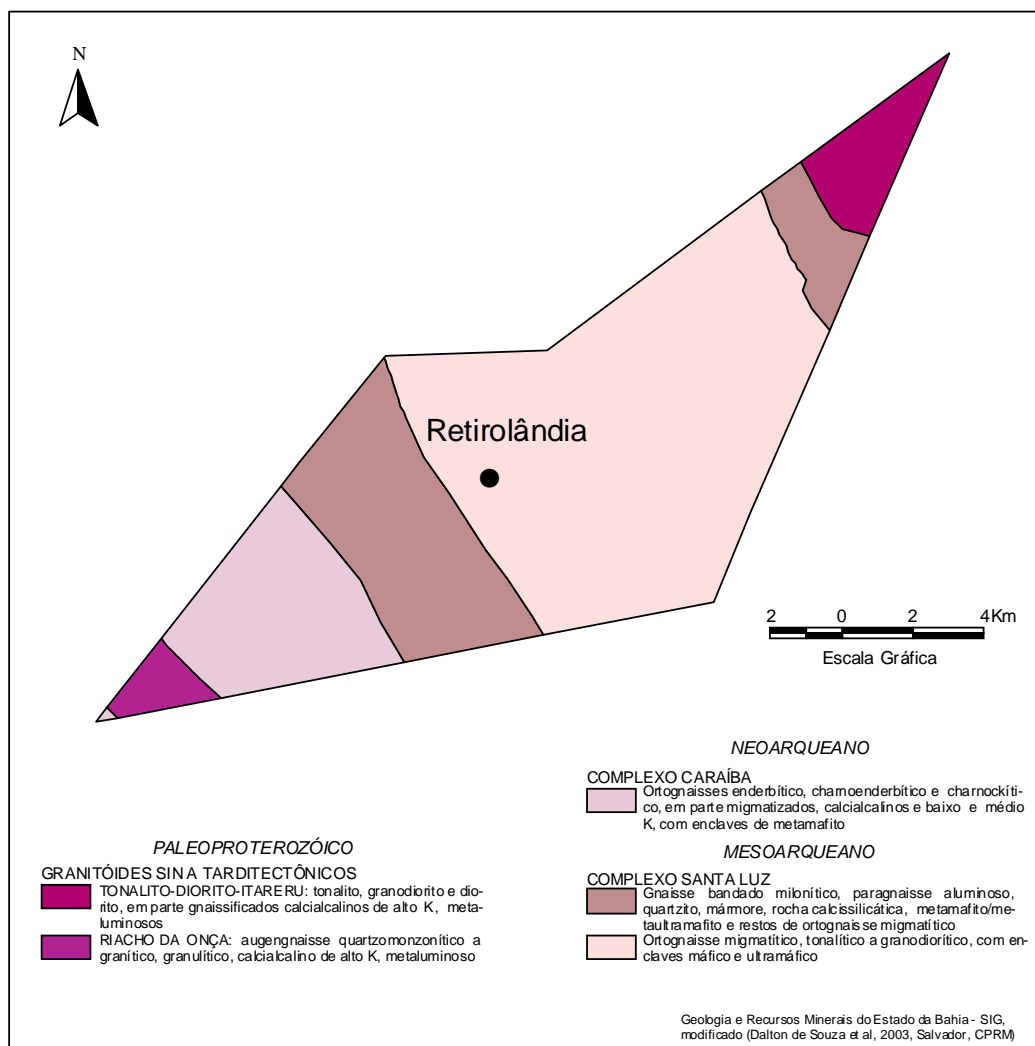 N
Retirolândia
2 0 2 4Km
Escala Gráfica
PALEOPROTEROZÓICO
GRANITÓIDES SIN A TARDITECTÔNICOS
TONALITO-DIORITO-ITARERU: tonalito, granodiorito e dio-
rito, em parte gnaissificados calcialcalinos de alto K, meta-
luminosos
RIACHO DA ONÇA: augengnaisse quartzomonzonítico a
granítico, granulítico, calcialcalino de alto K, metaluminoso
NEOARQUEANO
COMPLEXO CARAÍBA
Ortognaisses enderbítico, charnoenderbítico e charnockíti-
co, em parte migmatizados, calcialcalinos e baixo e médio
K, com enclaves de metamafito
MESOARQUEANO
COMPLEXO SANTA LUZ
Gnaisse bandado milonítico, paragnaisse aluminoso,
quartzito, mármore, rocha calcissilicática, metamafito/me-
taultramafito e restos de ortognaisse migmatítico
Ortognaisse migmatítico, tonalítico a granodiorítico, com en-
claves máfico e ultramáfico
Geologia e Recursos Minerais do Estado da Bahia - SIG,
modificado (Dalton de Souza et al, 2003, Salvador, CPRM)